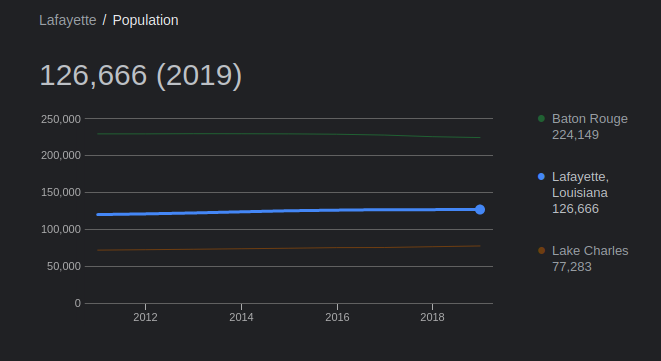 Lafayette / Population
126,666 (2019)
250,000
200,000
150,000
100,000
50,000
0
2012 2014 2016 2018
Baton Rouge
224,149
Lafayette,
Louisiana
126,666
Lake Charles
77,283